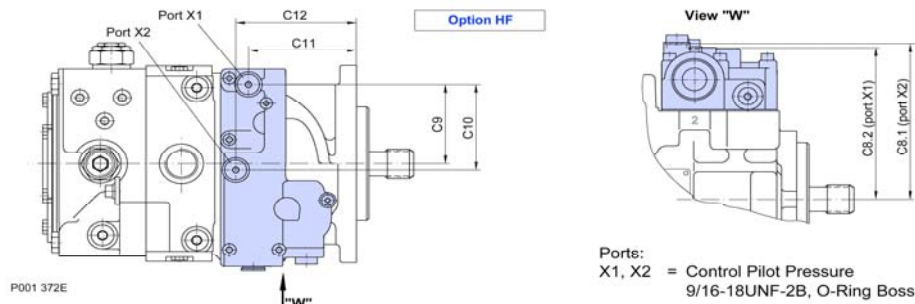 C12
Option HF
View "W"
Port X1
C11
Port X2
C9
C10
2
C8.2 (port X1)
C8.1 (port X2)
Ports:
X1, X2 = Control Pilot Pressure
9/16-18UNF-2B, O-Ring Boss
P001 372E
"W"